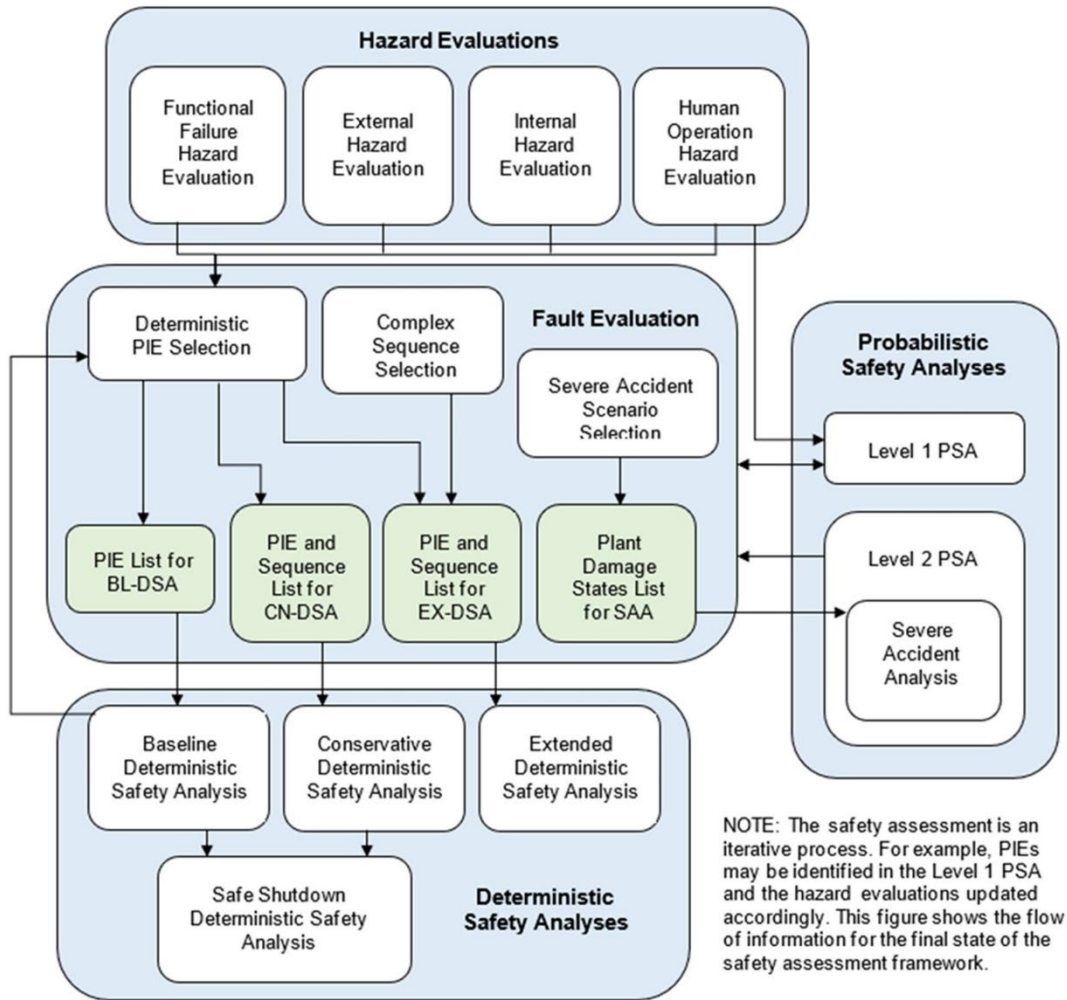 Hazard Evaluations
Functional
Failure
Hazard
Evaluation
External
Hazard
Evaluation
Internal
Hazard
Evaluation
Human
Operation
Hazard
Evaluation
Deterministic
PIE Selection
Complex
Sequence
Selection
Fault Evaluation
Severe Accident
Scenario
Selection
PIE List for
BL-DSA
PIE and
Sequence
List for
CN-DSA
PIE and
Sequence
List for
EX-DSA
Plant
Damage
States List
for SAA
Probabilistic
Safety Analyses
Level 1 PSA
Level 2 PSA
Severe
Accident
Analysis
Baseline
Deterministic
Safety Analysis
Conservative
Deterministic
Safety Analysis
Extended
Deterministic
Safety Analysis
Safe Shutdown
Deterministic Safety
Analysis
Deterministic
Safety Analyses
NOTE: The safety assessment is an
iterative process. For example, PIEs
may be identified in the Level 1 PSA
and the hazard evaluations updated
accordingly. This figure shows the flow
of information for the final state of the
safety assessment framework.